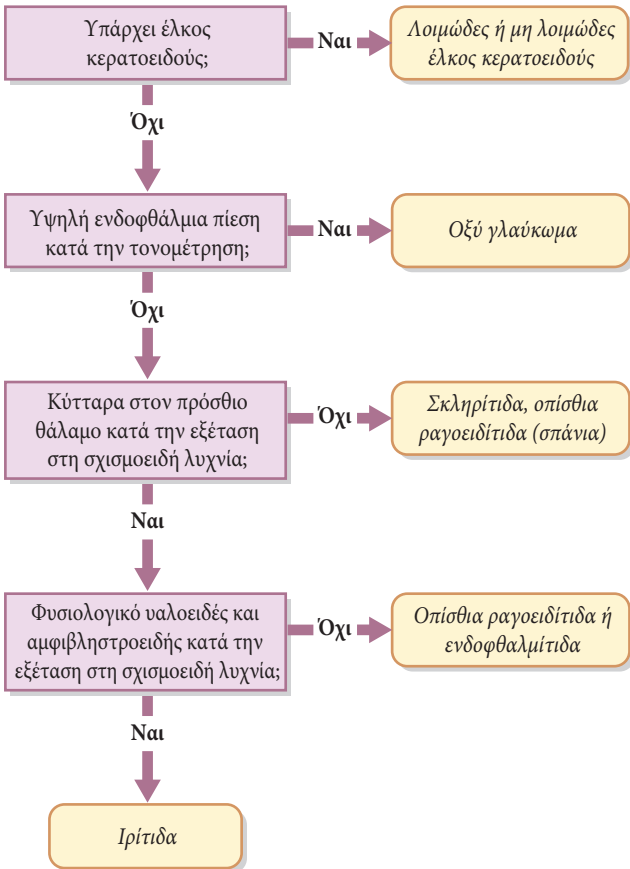 Υπάρχει έλκος
κερατοειδούς;
Ναι
Λοιμώδες ή μη λοιμώδες
έλκος κερατοειδούς
Όχι
Υψηλή ενδοφθάλμια πίεση
κατά την τονομέτρηση;
Ναι
Οξύ γλαύκωμα
Όχι
Κύτταρα στον πρόσθιο
θάλαμο κατά την εξέταση
στη σχισμοειδή λυχνία;
Όχι
Σκληρίτιδα, οπίσθια
ραγοειδίτιδα (σπάνια)
Ναι
Φυσιολογικό υαλοειδές και
αμφιβληστροειδής κατά την
εξέταση στη σχισμοειδή λυχνία;
Όχι
Οπίσθια ραγοειδίτιδα ή
ενδοφθαλμίτιδα
Ναι
Ιρίτιδα